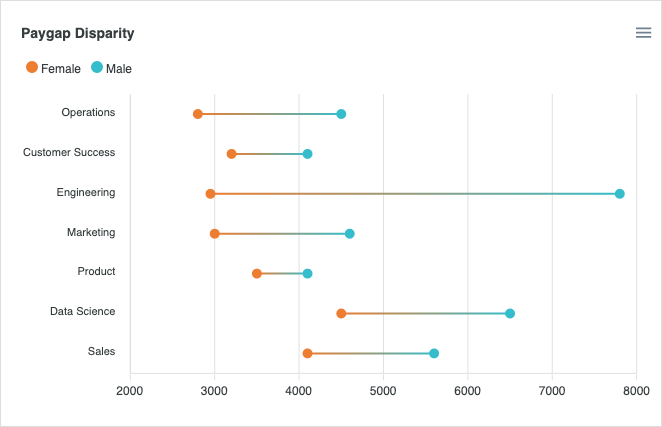 Paygap Disparity
Female Male
Operations
Customer Success
Engineering
Marketing
Product
Data Science
Sales
2000 3000 4000 5000 6000 7000 8000